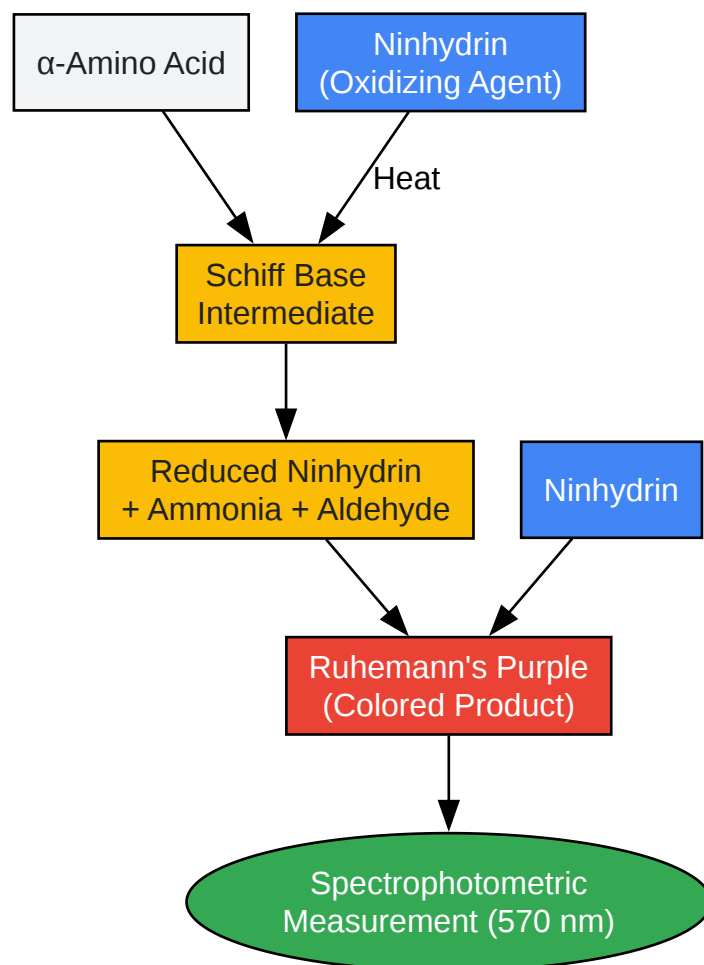 α-Amino Acid
Ninhydrin
(Oxidizing Agent)
Heat
Schiff Base
Intermediate
Reduced Ninhydrin
+ Ammonia + Aldehyde
Ninhydrin
Ruhemann's Purple
(Colored Product)
Spectrophotometric
Measurement (570 nm)